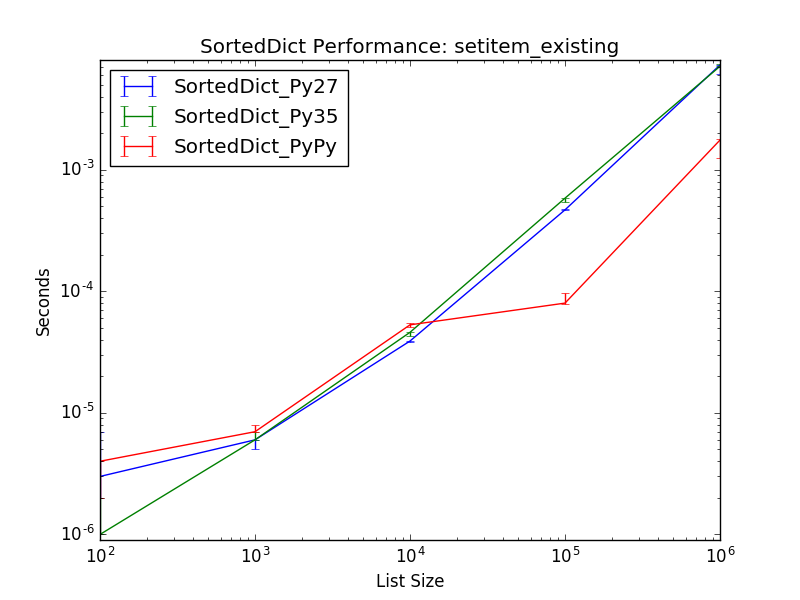 SortedDict Performance: setitem_existing
SortedDict_Py27
SortedDict_Py35
SortedDict_PyPy
Seconds
10^-3
10^-4
10^-5
10^-6
10^2 10^3 10^4 10^5 10^6
List Size